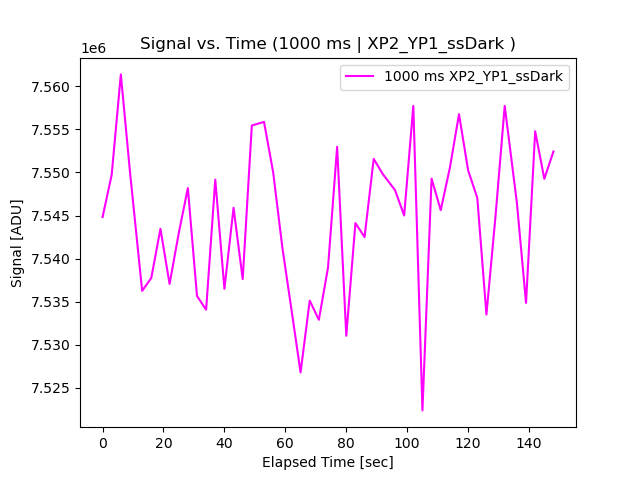 Signal vs. Time (1000 ms | XP2_YP1_ssDark )
1e6
1000 ms XP2_YP1_ssDark
7.560
7.555
7.550
7.545
7.540
7.535
7.530
7.525
Signal [ADU]
0 20 40 60 80 100 120 140
Elapsed Time [sec]